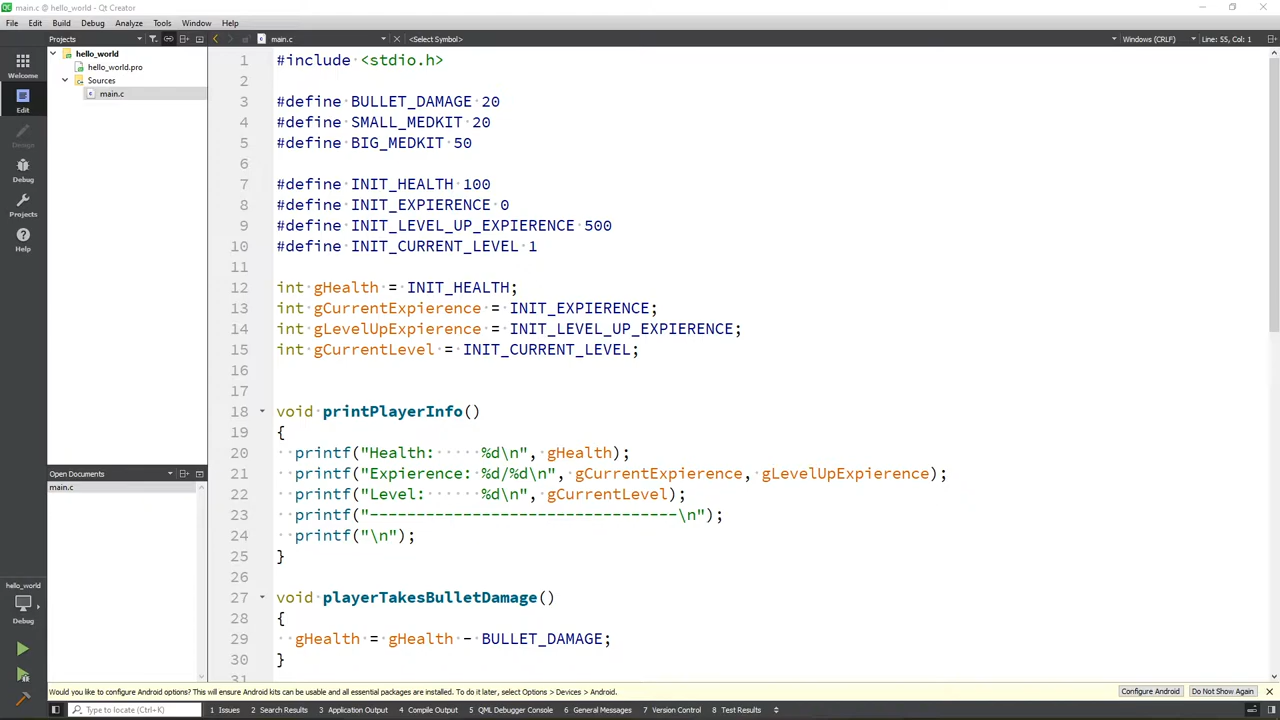 main.c @ hello_world - Qt Creator
File Edit Build Debug Analyze Tools Window Help
Projects
main.c
<Select Symbol>
Windows (CRLF)
Line: 55, Col: 1
Welcome
Edit
Design
Debug
Projects
Help
hello_world
hello_world.pro
Sources
main.c
1 #include <stdio.h>
2
3 #define BULLET_DAMAGE 20
4 #define SMALL_MEDKIT 20
5 #define BIG_MEDKIT 50
6
7 #define INIT_HEALTH 100
8 #define INIT_EXPIERENCE 0
9 #define INIT_LEVEL_UP_EXPIERENCE 500
10 #define INIT_CURRENT_LEVEL 1
11
12 int gHealth = INIT_HEALTH;
13 int gCurrentExpierence = INIT_EXPIERENCE;
14 int gLevelUpExpierence = INIT_LEVEL_UP_EXPIERENCE;
15 int gCurrentLevel = INIT_CURRENT_LEVEL;
16
17
18 void printPlayerInfo()
19 {
20 printf("Health:·····%d\n", gHealth);
21 printf("Expierence:·%d/%d\n", gCurrentExpierence, gLevelUpExpierence);
22 printf("Level:······%d\n", gCurrentLevel);
23 printf("---------------------------------\n");
24 printf("\n");
25 }
26
27 void playerTakesBulletDamage()
28 {
29 gHealth = gHealth - BULLET_DAMAGE;
30 }
Open Documents
main.c
hello_world
Debug
Would you like to configure Android options? This will ensure Android kits can be usable and all essential packages are installed. To do it later, select Options > Devices > Android.
Configure Android
Do Not Show Again
Type to locate (Ctrl+K)
1 Issues
2 Search Results
3 Application Output
4 Compile Output
5 QML Debugger Console
6 General Messages
7 Version Control
8 Test Results